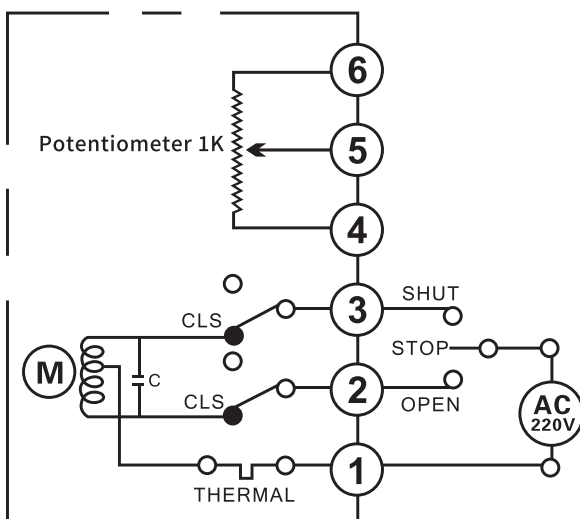 6
Potentiometer 1K
5
4
SHUT
3
CLS
STOP
M
C
2
CLS
OPEN
AC
220V
1
THERMAL